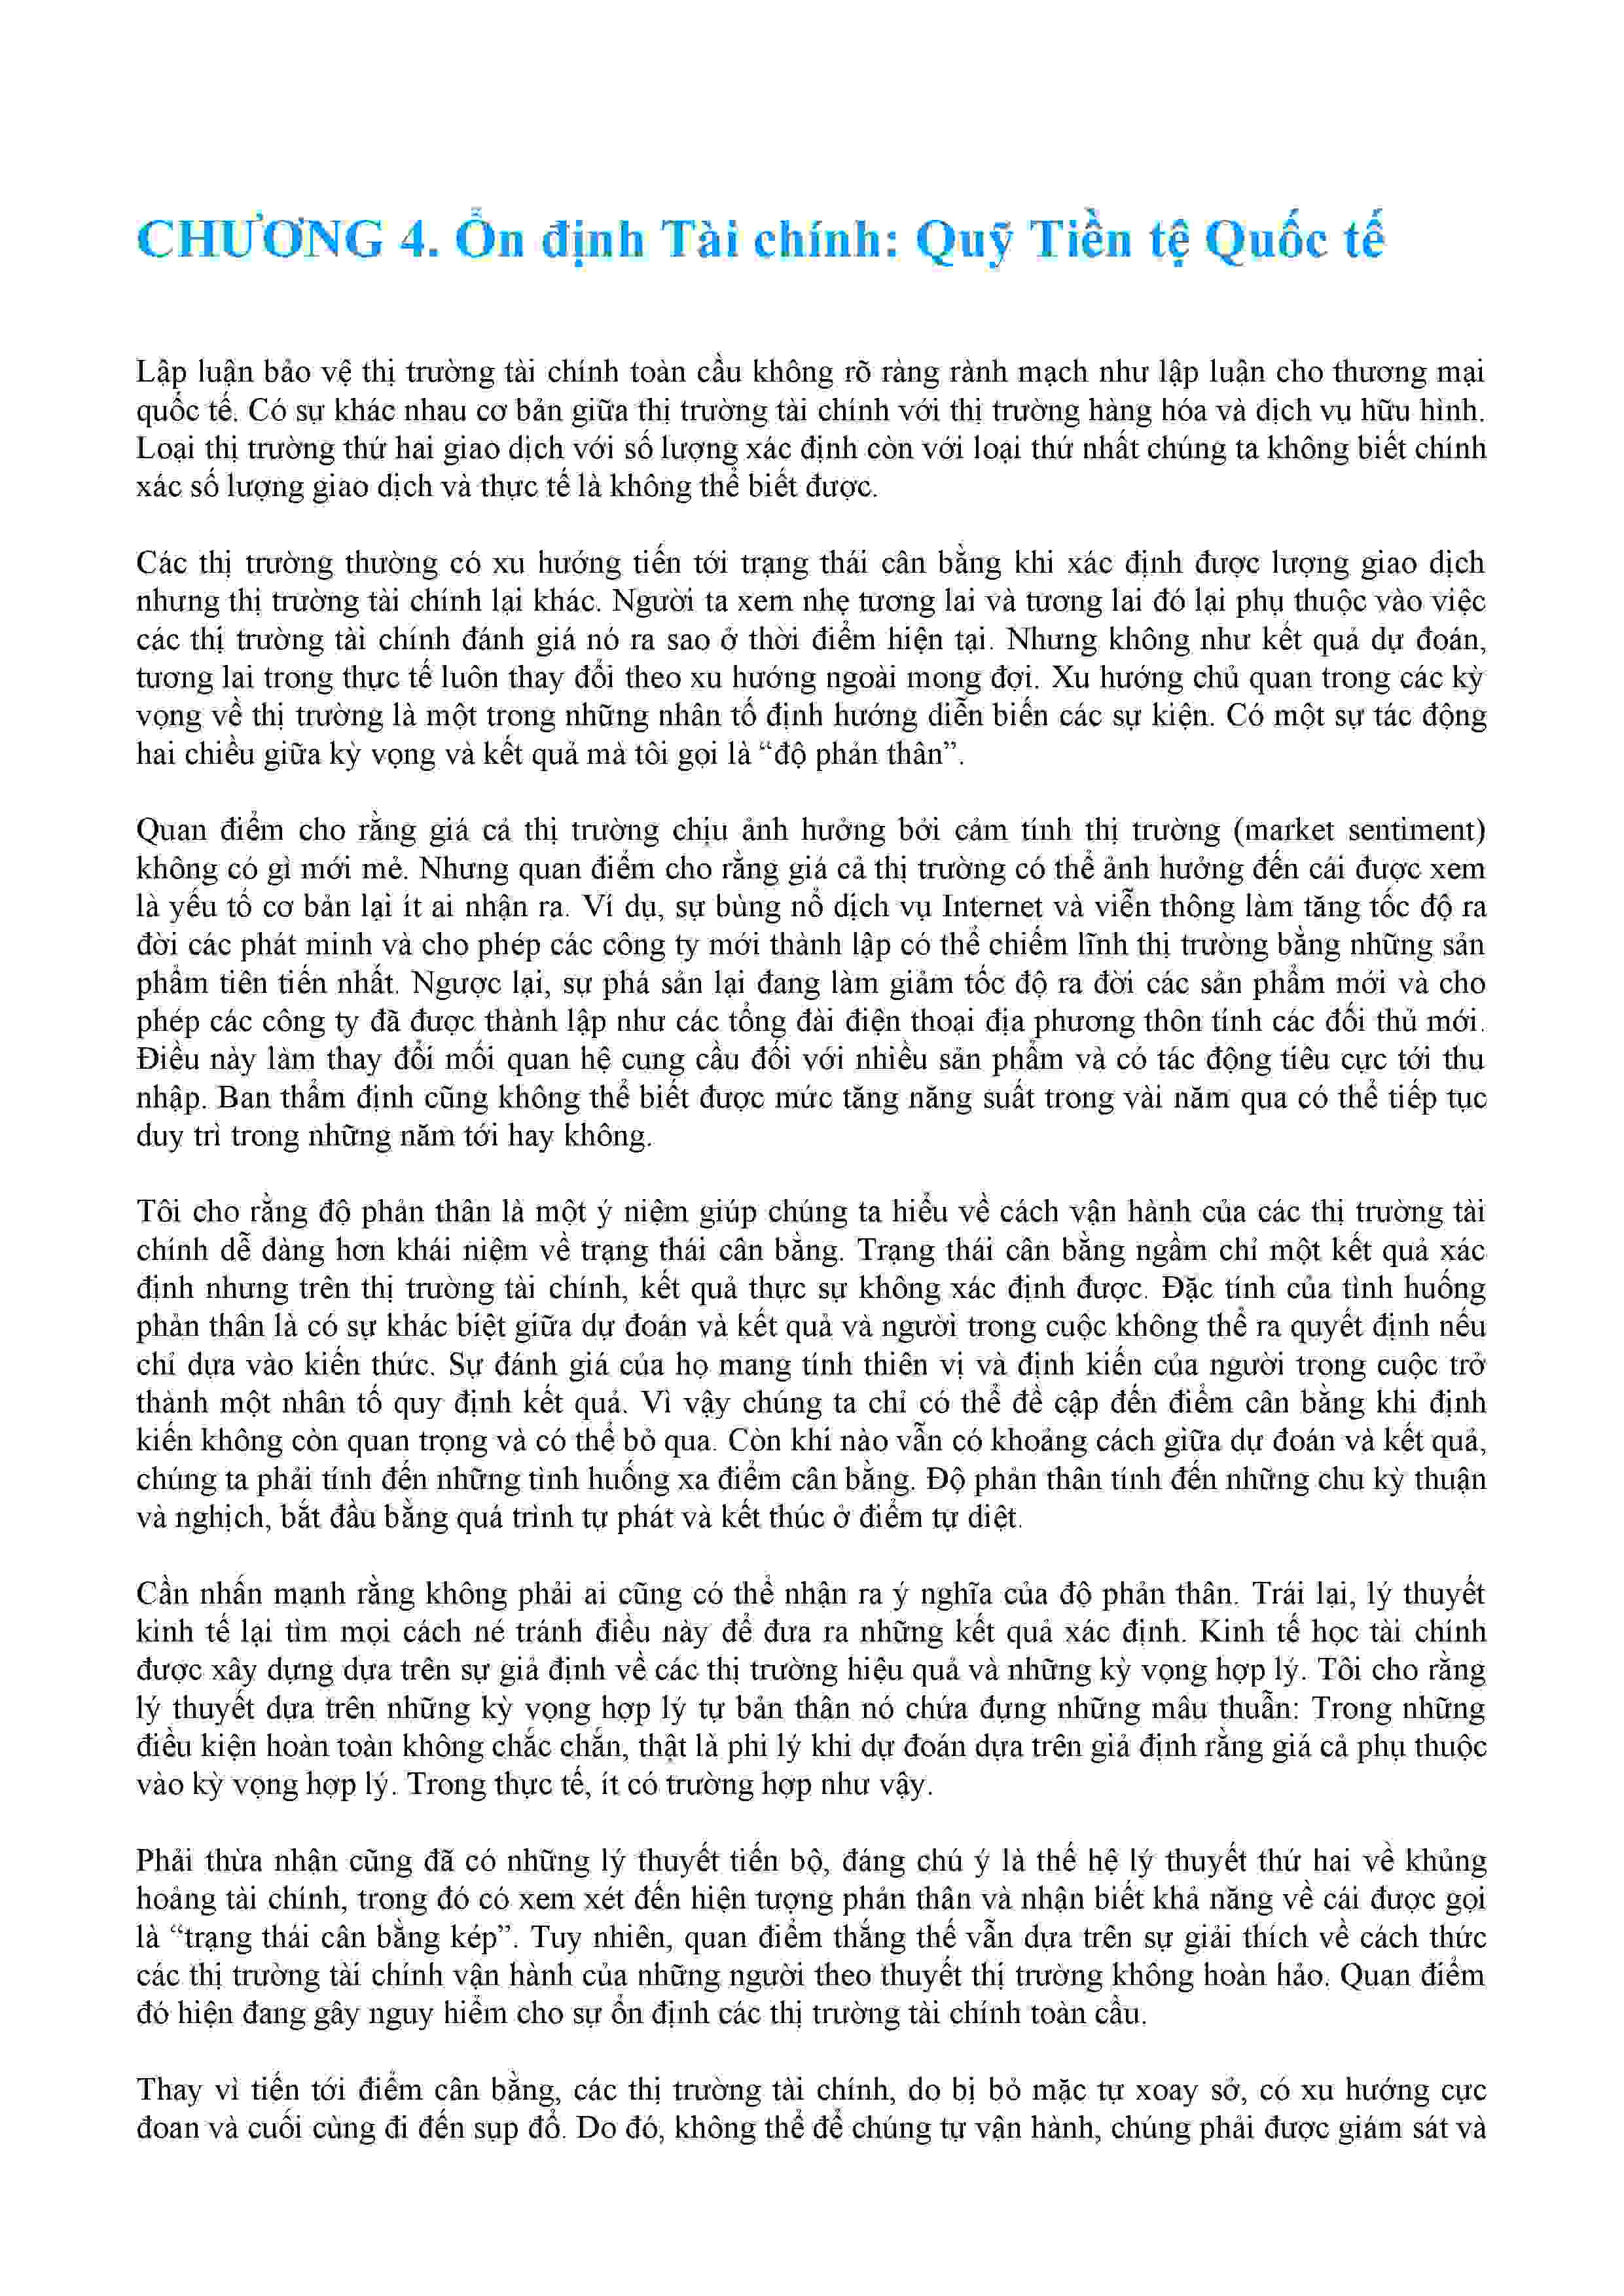 CHƯƠNG 4. Ổn định Tài chính: Quỹ Tiền tệ Quốc tế
Lập luận bảo vệ thị trường tài chính toàn cầu không rõ ràng rành mạch như lập luận cho thương mại
quốc tế. Có sự khác nhau cơ bản giữa thị trường tài chính với thị trường hàng hóa và dịch vụ hữu hình.
Loại thị trường thứ hai giao dịch với số lượng xác định còn với loại thứ nhất chúng ta không biết chính
xác số lượng giao dịch và thực tế là không thể biết được.
Các thị trường thường có xu hướng tiến tới trạng thái cân bằng khi xác định được lượng giao dịch
nhưng thị trường tài chính lại khác. Người ta xem nhẹ tương lai và tương lai đó lại phụ thuộc vào việc
các thị trường tài chính đánh giá nó ra sao ở thời điểm hiện tại. Nhưng không như kết quả dự đoán,
tương lai trong thực tế luôn thay đổi theo xu hướng ngoài mong đợi. Xu hướng chủ quan trong các kỳ
vọng về thị trường là một trong những nhân tố định hướng diễn biến các sự kiện. Có một sự tác động
hai chiều giữa kỳ vọng và kết quả mà tôi gọi là “độ phản thân”.
Quan điểm cho rằng giá cả thị trường chịu ảnh hưởng bởi cảm tính thị trường (market sentiment)
không có gì mới mẻ. Nhưng quan điểm cho rằng giá cả thị trường có thể ảnh hưởng đến cái được xem
là yếu tố cơ bản lại ít ai nhận ra. Ví dụ, sự bùng nổ dịch vụ Internet và viễn thông làm tăng tốc độ ra
đời các phát minh và cho phép các công ty mới thành lập có thể chiếm lĩnh thị trường bằng những sản
phẩm tiên tiến nhất. Ngược lại, sự phá sản lại đang làm giảm tốc độ ra đời các sản phẩm mới và cho
phép các công ty đã được thành lập như các tổng đài điện thoại địa phương thôn tính các đối thủ mới.
Điều này làm thay đổi mối quan hệ cung cầu đối với nhiều sản phẩm và có tác động tiêu cực tới thu
nhập. Ban thẩm định cũng không thể biết được mức tăng năng suất trong vài năm qua có thể tiếp tục
duy trì trong những năm tới hay không.
Tôi cho rằng độ phản thân là một ý niệm giúp chúng ta hiểu về cách vận hành của các thị trường tài
chính dễ dàng hơn khái niệm về trạng thái cân bằng. Trạng thái cân bằng ngầm chỉ một kết quả xác
định nhưng trên thị trường tài chính, kết quả thực sự không xác định được. Đặc tính của tình huống
phản thân là có sự khác biệt giữa dự đoán và kết quả và người trong cuộc không thể ra quyết định nếu
chỉ dựa vào kiến thức. Sự đánh giá của họ mang tính thiên vị và định kiến của người trong cuộc trở
thành một nhân tố quy định kết quả. Vì vậy chúng ta chỉ có thể đề cập đến điểm cân bằng khi định
kiến không còn quan trọng và có thể bỏ qua. Còn khi nào vẫn có khoảng cách giữa dự đoán và kết quả,
chúng ta phải tính đến những tình huống xa điểm cân bằng. Độ phản thân tính đến những chu kỳ thuận
và nghịch, bắt đầu bằng quá trình tự phát và kết thúc ở điểm tự diệt.
Cần nhấn mạnh rằng không phải ai cũng có thể nhận ra ý nghĩa của độ phản thân. Trái lại, lý thuyết
kinh tế lại tìm mọi cách né tránh điều này để đưa ra những kết quả xác định. Kinh tế học tài chính
được xây dựng dựa trên sự giả định về các thị trường hiệu quả và những kỳ vọng hợp lý. Tôi cho rằng
lý thuyết dựa trên những kỳ vọng hợp lý tự bản thân nó chứa đựng những mâu thuẫn: Trong những
điều kiện hoàn toàn không chắc chắn, thật là phi lý khi dự đoán dựa trên giả định rằng giá cả phụ thuộc
vào kỳ vọng hợp lý. Trong thực tế, ít có trường hợp như vậy.
Phải thừa nhận cũng đã có những lý thuyết tiến bộ, đáng chú ý là thế hệ lý thuyết thứ hai về khủng
hoảng tài chính, trong đó có xem xét đến hiện tượng phản thân và nhận biết khả năng về cái được gọi
là “trạng thái cân bằng kép”. Tuy nhiên, quan điểm thắng thế vẫn dựa trên sự giải thích về cách thức
các thị trường tài chính vận hành của những người theo thuyết thị trường không hoàn hảo. Quan điểm
đó hiện đang gây nguy hiểm cho sự ổn định các thị trường tài chính toàn cầu.
Thay vì tiến tới điểm cân bằng, các thị trường tài chính, do bị bỏ mặc tự xoay sở, có xu hướng cực
đoan và cuối cùng đi đến sụp đổ. Do đó, không thể để chúng tự vận hành, chúng phải được giám sát và